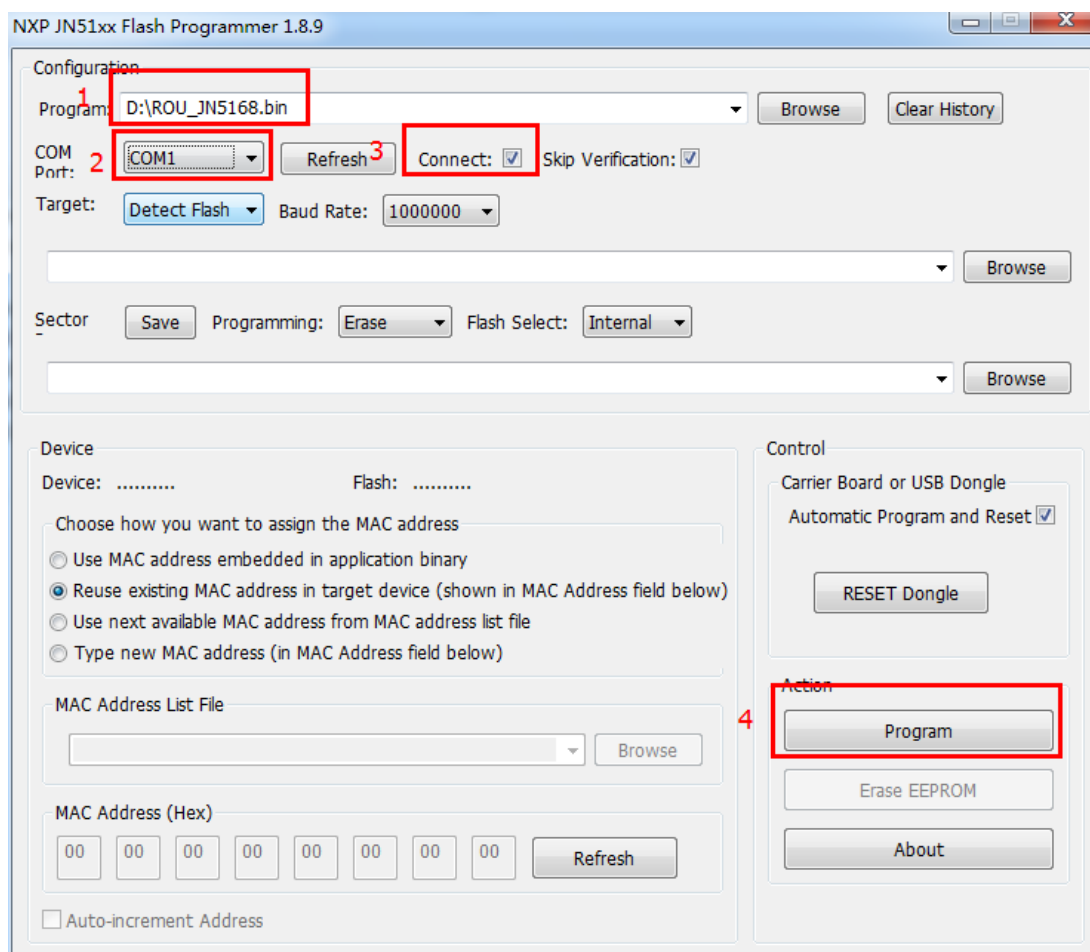 NXP JN51xx Flash Programmer 1.8.9
Configuration
1 Program: D:\ROU_JN5168.bin Browse Clear History
COM Port: 2 COM1 Refresh 3 Connect: Skip Verification:
Target: Detect Flash Baud Rate: 1000000
Browse
Sector Save Programming: Erase Flash Select: Internal
Browse
Device
Device: .......... Flash: ..........
Choose how you want to assign the MAC address
Use MAC address embedded in application binary
Reuse existing MAC address in target device (shown in MAC Address field below)
Use next available MAC address from MAC address list file
Type new MAC address (in MAC Address field below)
MAC Address List File
Browse
MAC Address (Hex)
00 00 00 00 00 00 00 00 Refresh
Auto-increment Address
Control
Carrier Board or USB Dongle
Automatic Program and Reset
RESET Dongle
Action
4 Program
Erase EEPROM
About